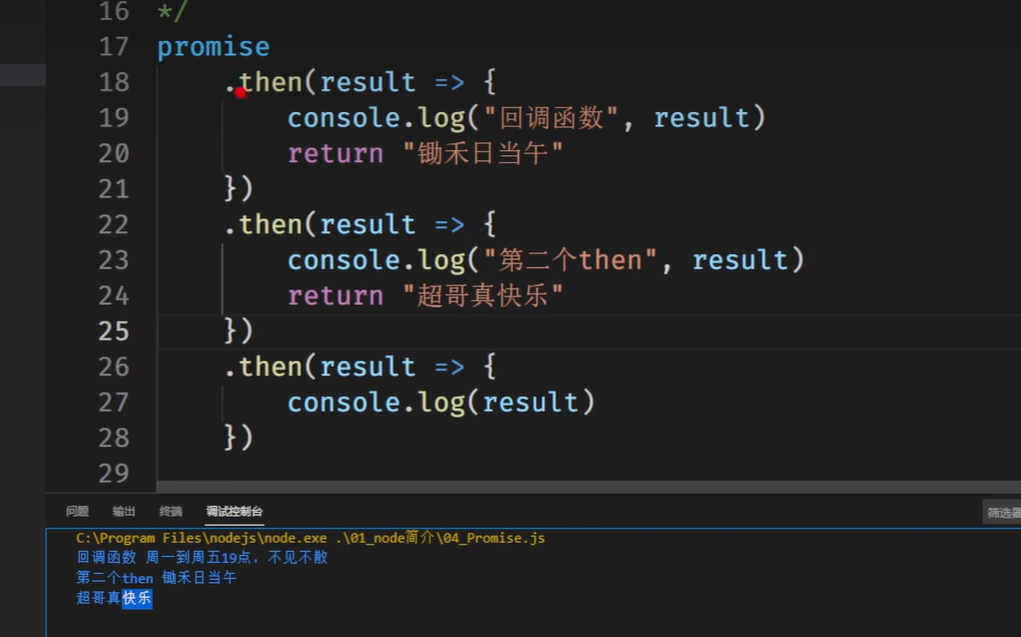 16 */
17 promise
18 .then(result => {
19 console.log("回调函数", result)
20 return "锄禾日当午"
21 })
22 .then(result => {
23 console.log("第二个then", result)
24 return "超哥真快乐"
25 })
26 .then(result => {
27 console.log(result)
28 })
29
问题 输出 终端 调试控制台 筛选器
C:\Program Files\nodejs\node.exe .\01_node简介\04_Promise.js
回调函数 周一到周五19点，不见不散
第二个then 锄禾日当午
超哥真快乐